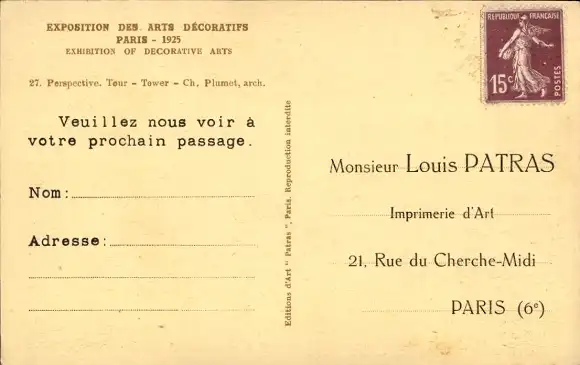 EXPOSITION DES ARTS DÉCORATIFS
PARIS - 1925
EXHIBITION OF DECORATIVE ARTS
27. Perspective. Tour - Tower - Ch. Plumet, arch.
Veuillez nous voir à
votre prochain passage.
Nom:
Adresse:
Editions d'Art " Patras ", Paris. Reproduction interdite
REPUBLIQUE FRANÇAISE
15c
POSTES
Monsieur Louis PATRAS
Imprimerie d'Art
21, Rue du Cherche-Midi
PARIS (6e)